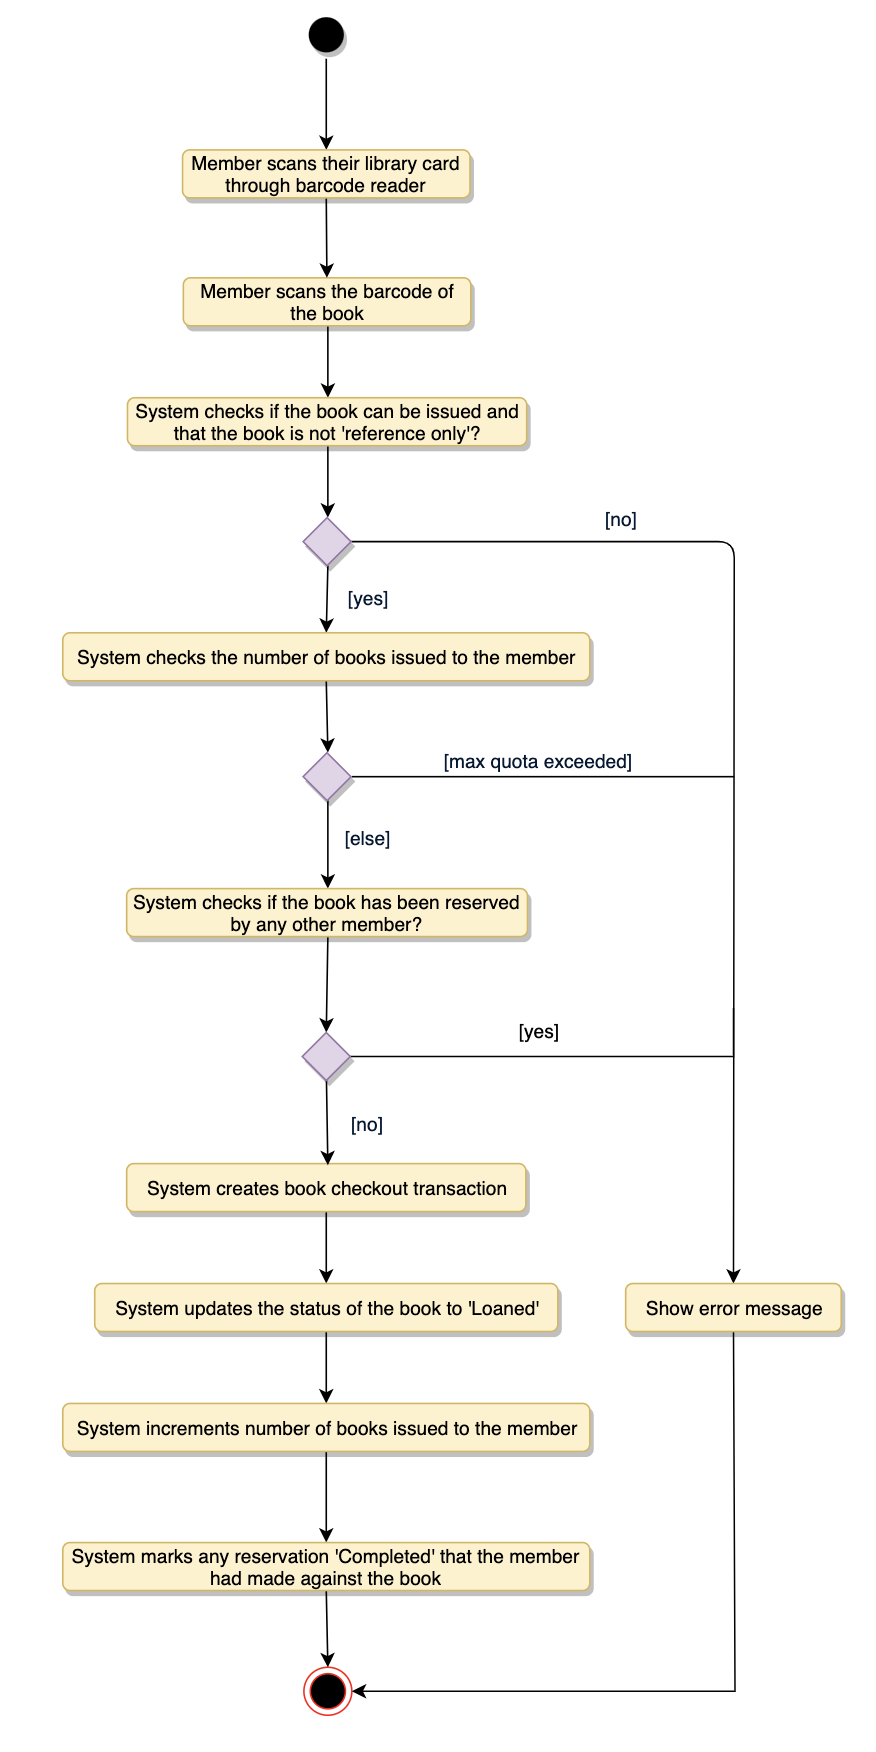 Member scans their library card
through barcode reader
Member scans the barcode of
the book
System checks if the book can be issued and
that the book is not 'reference only'?
[no]
[yes]
System checks the number of books issued to the member
[max quota exceeded]
[else]
System checks if the book has been reserved
by any other member?
[yes]
[no]
System creates book checkout transaction
System updates the status of the book to 'Loaned'
Show error message
System increments number of books issued to the member
System marks any reservation 'Completed' that the member
had made against the book